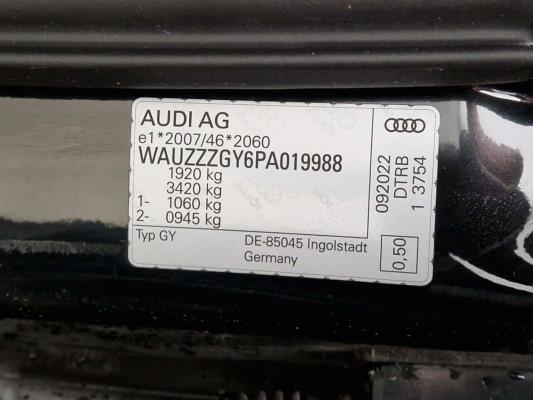 AUDI AG
e1*2007/46*2060
WAUZZZGY6PA019988
1920 kg
3420 kg
1- 1060 kg
2- 0945 kg
Typ GY
DE-85045 Ingolstadt
Germany
092022
DTRB
1 3754
0,50